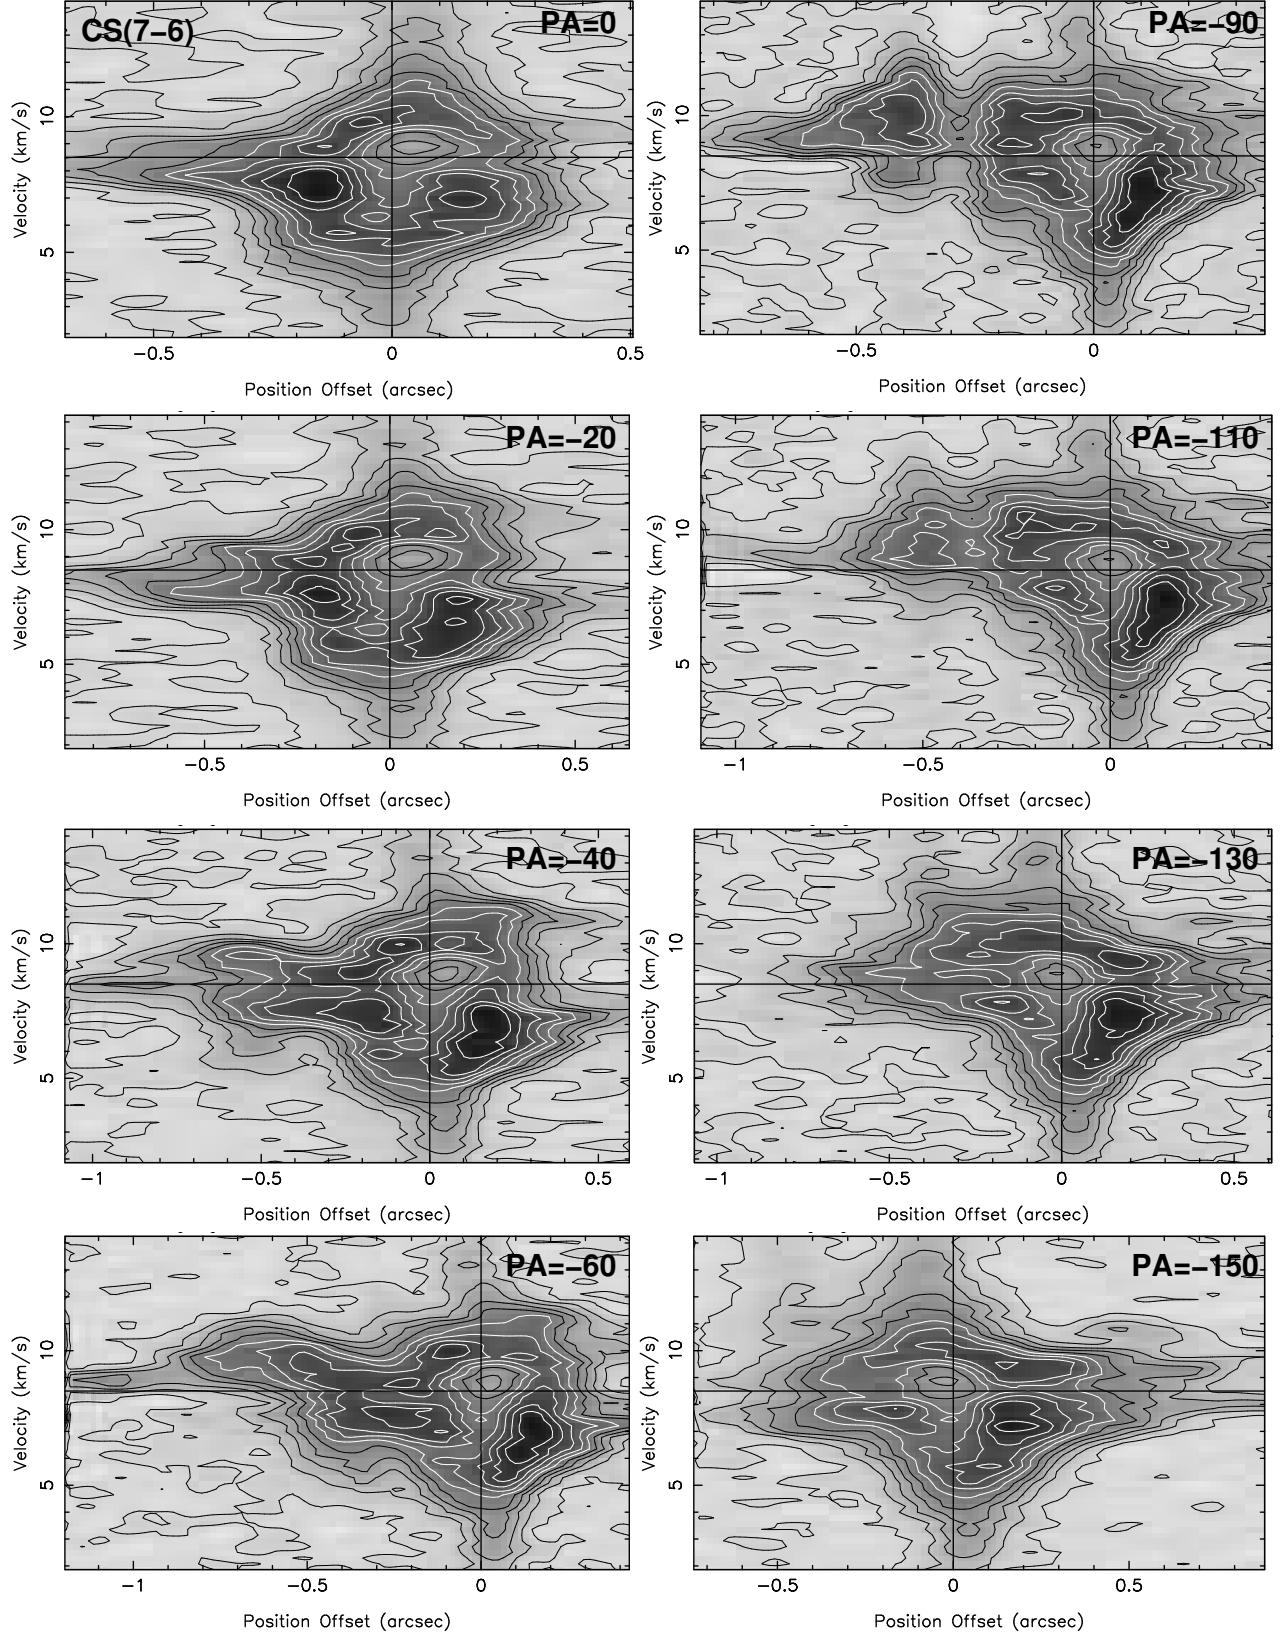 CS(7–6)
PA=0
Velocity (km/s)
10
5
−0.5
0
0.5
Position Offset (arcsec)
PA=−90
Velocity (km/s)
10
5
−0.5
0
Position Offset (arcsec)
PA=−20
Velocity (km/s)
10
5
−0.5
0
0.5
Position Offset (arcsec)
PA=−110
Velocity (km/s)
10
5
−1
−0.5
0
Position Offset (arcsec)
PA=−40
Velocity (km/s)
10
5
−1
−0.5
0
0.5
Position Offset (arcsec)
PA=−130
Velocity (km/s)
10
5
−1
−0.5
0
0.5
Position Offset (arcsec)
PA=−60
Velocity (km/s)
10
5
−1
−0.5
0
Position Offset (arcsec)
PA=−150
Velocity (km/s)
10
5
−0.5
0
0.5
Position Offset (arcsec)